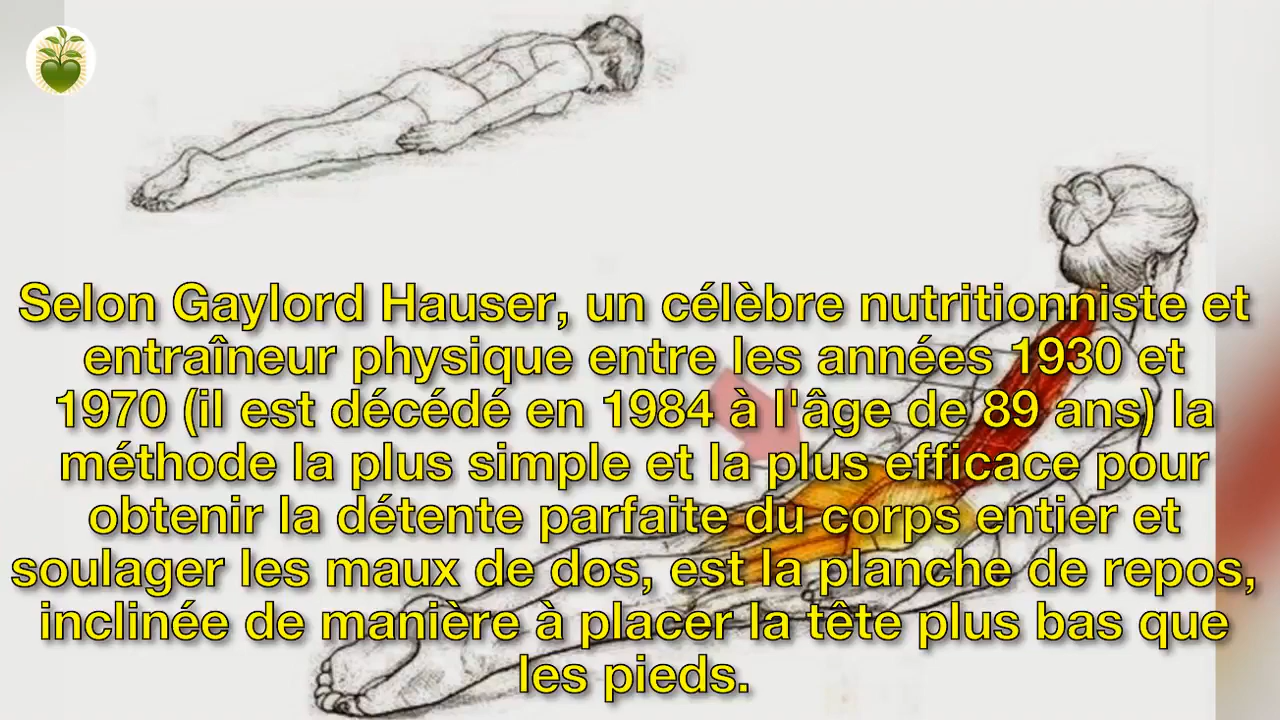 Selon Gaylord Hauser, un célèbre nutritionniste et
entraîneur physique entre les années 1930 et
1970 (il est décédé en 1984 à l'âge de 89 ans) la
méthode la plus simple et la plus efficace pour
obtenir la détente parfaite du corps entier et
soulager les maux de dos, est la planche de repos,
inclinée de manière à placer la tête plus bas que
les pieds.